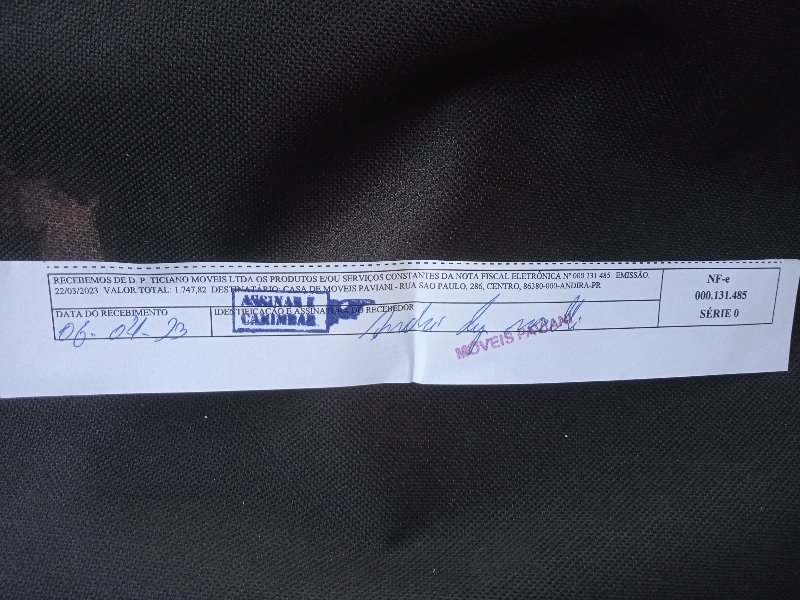 RECEBEMOS DE D. P. TICIANO MOVEIS LTDA OS PRODUTOS E/OU SERVIÇOS CONSTANTES DA NOTA FISCAL ELETRÔNICA Nº 000.131.485. EMISSÃO:
22/03/2023 VALOR TOTAL: 1.747,82 DESTINATÁRIO: CASA DE MOVEIS PAVIANI - RUA SAO PAULO, 286, CENTRO, 86380-000-ANDIRA-PR
NF-e
000.131.485
SÉRIE 0
DATA DO RECEBIMENTO
06-04-23
IDENTIFICAÇÃO E ASSINATURA DO RECEBEDOR
ASSINAR E
CARIMBAR
MÓVEIS PAVIANI